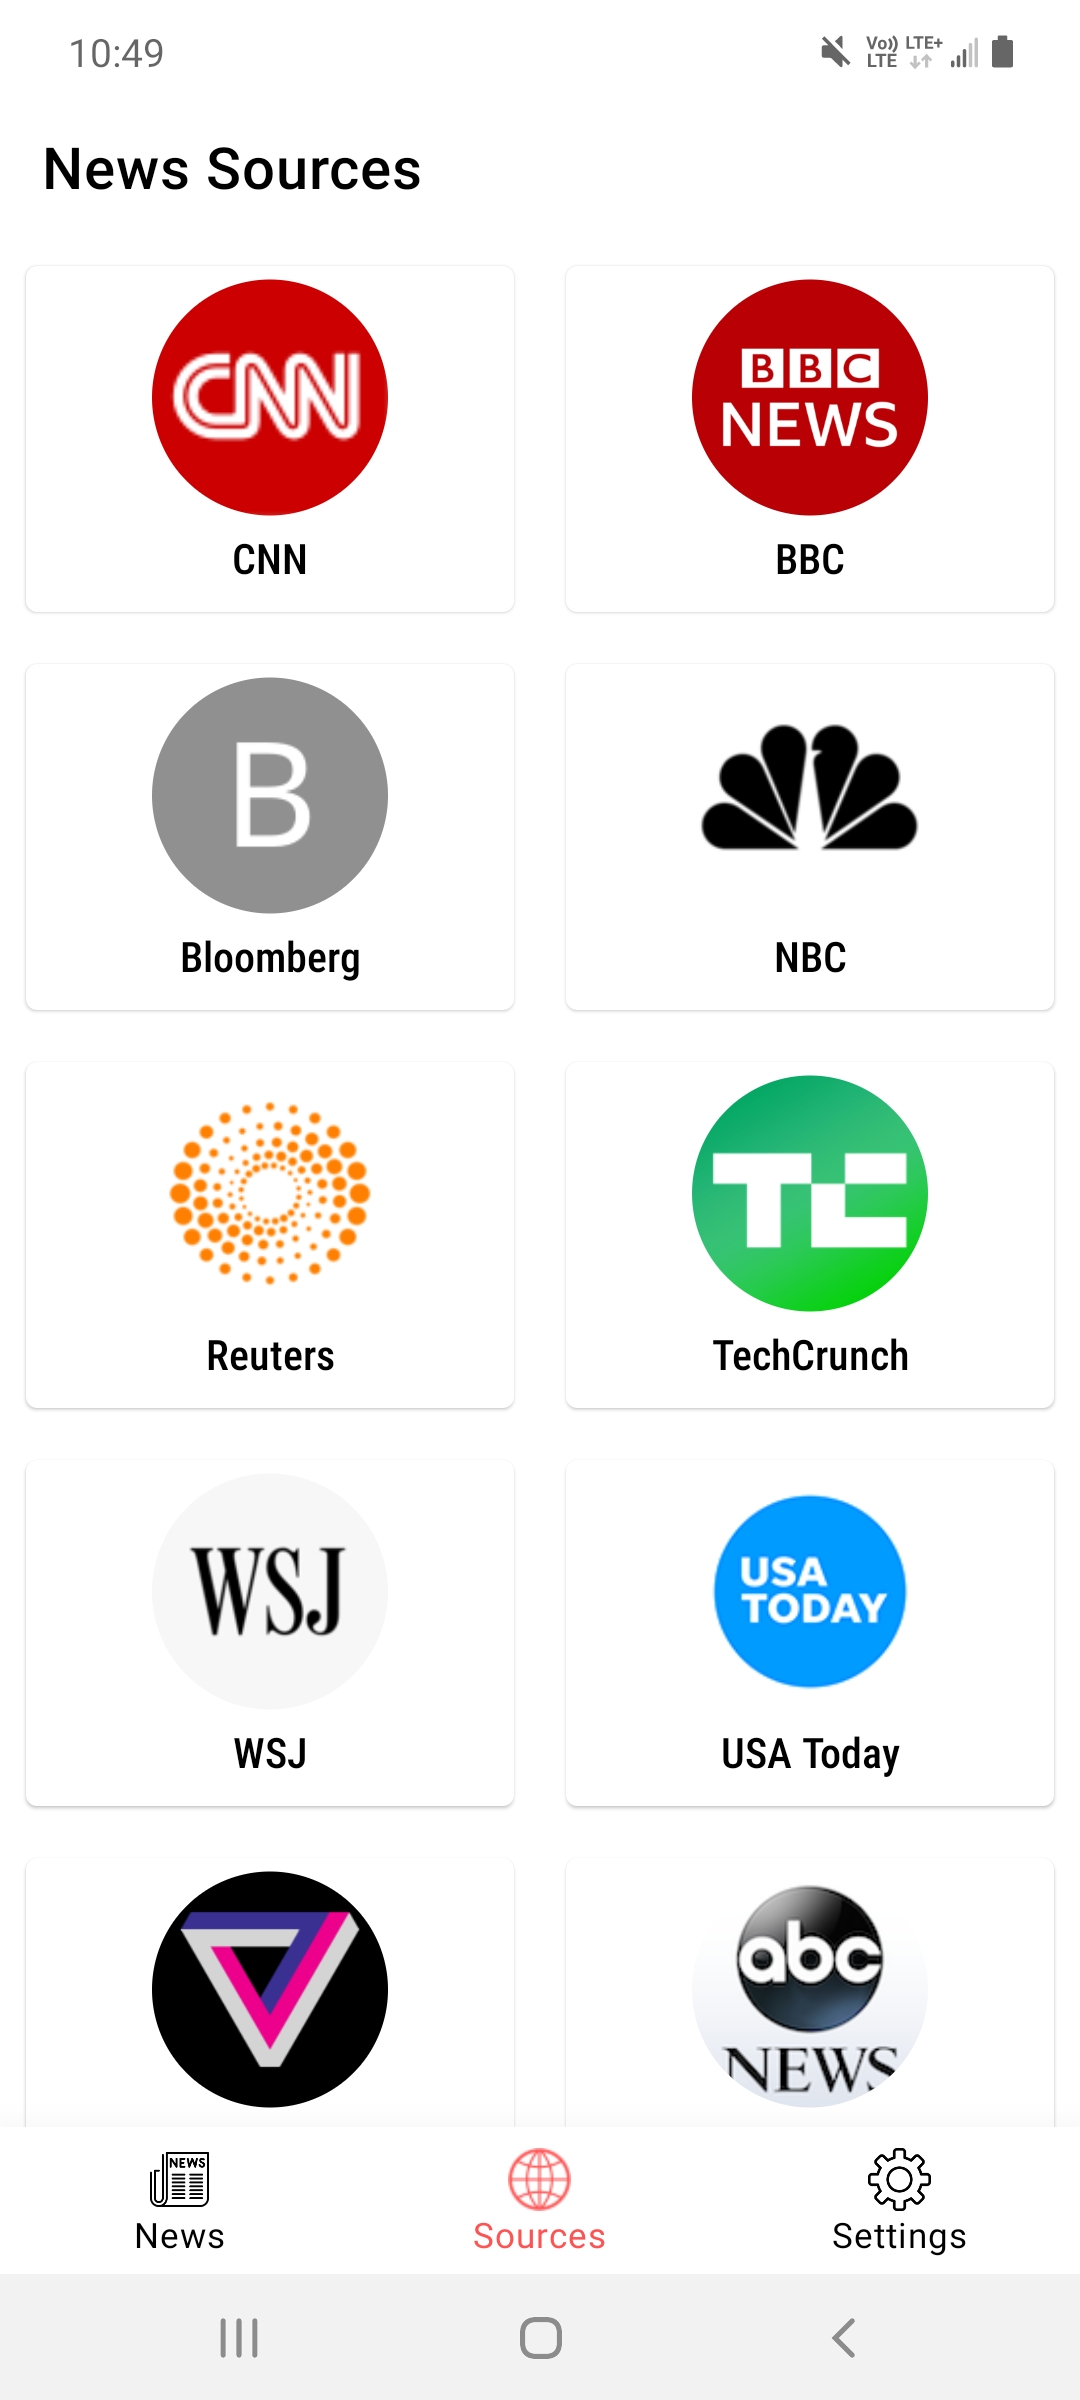 10:49
Vo)) LTE+
LTE
News Sources
CNN
BBC
NEWS
CNN
BBC
B
Bloomberg
NBC
TC
Reuters
TechCrunch
WSJ
USA
TODAY
WSJ
USA Today
abc
NEWS
NEWS
News
Sources
Settings